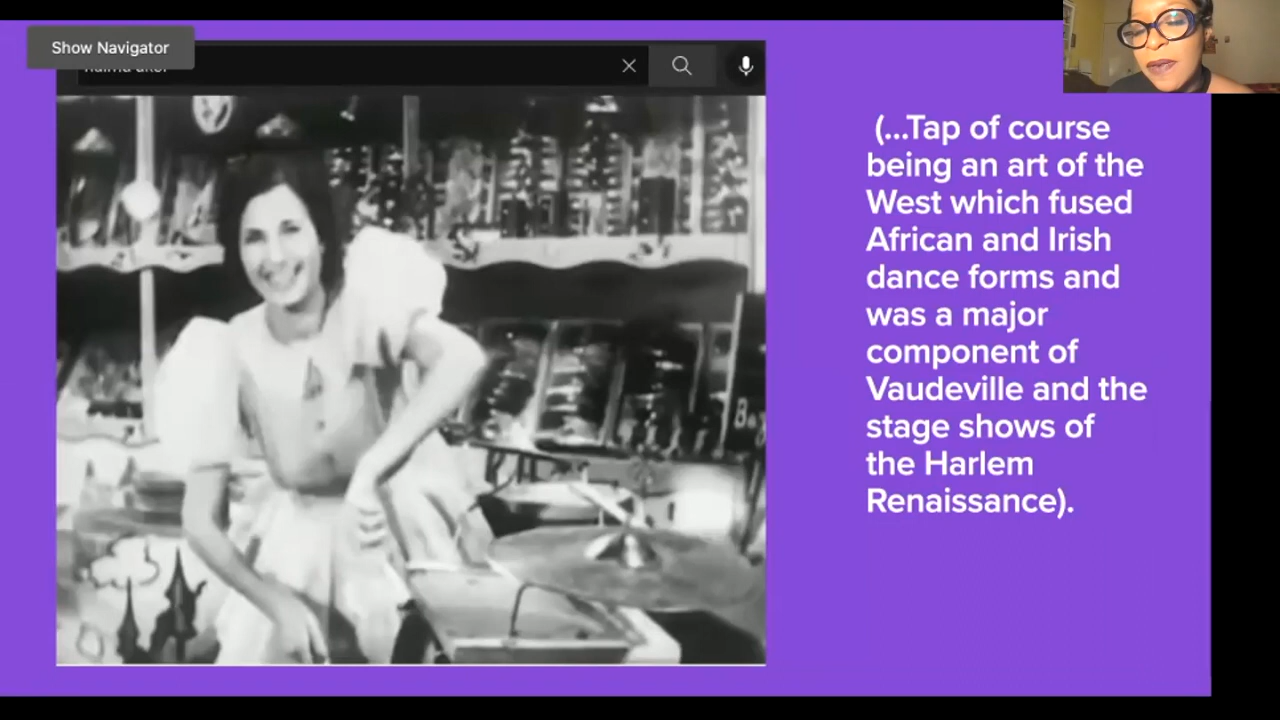 Show Navigator
(...Tap of course
being an art of the
West which fused
African and Irish
dance forms and
was a major
component of
Vaudeville and the
stage shows of
the Harlem
Renaissance).